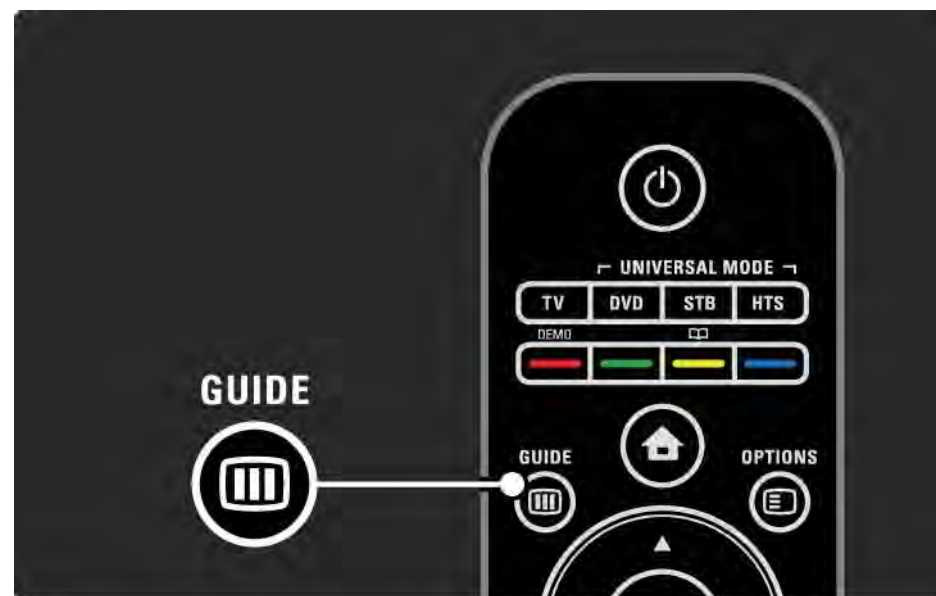 UNIVERSAL MODE
TV DVD STB HTS
DEMO
GUIDE
GUIDE
OPTIONS